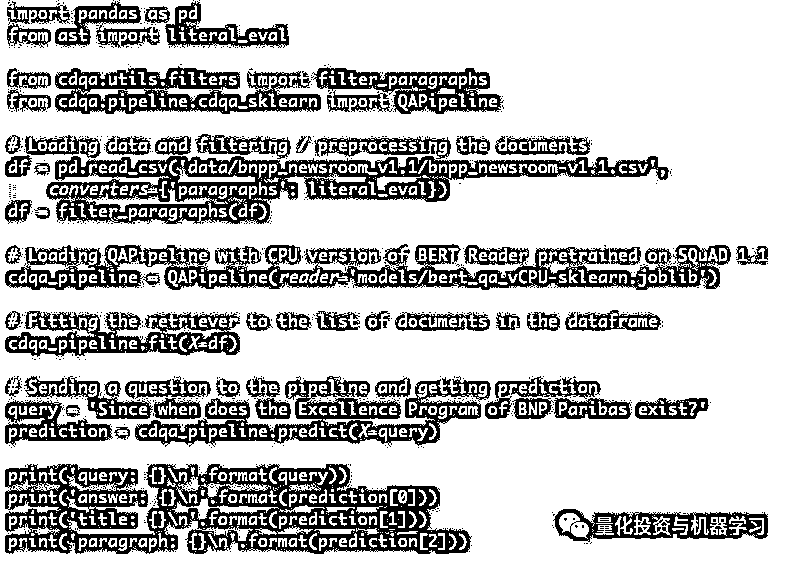 import pandas as pd
from ast import literal_eval
from cdqa.utils.filters import filter_paragraphs
from cdqa.pipeline.cdqa_sklearn import QAPipeline
# Loading data and filtering // preprocessing the documents
df = pd.read_csv('data/bnpp_newsroom_v1.1/bnpp_newsroom-v1.1.csv',
converters={'paragraphs': literal_eval})
df = filter_paragraphs(df)
# Loading QAPipeline with CPU version of BERT Reader pretrained on SQuAD 1.1
cdqa_pipeline = QAPipeline(reader='models/bert_qa_vCPU-sklearn.joblib')
# Fitting the retriever to the list of documents in the dataframe
cdqa_pipeline.fit(X=df)
# Sending a question to the pipeline and getting prediction
query = 'Since when does the Excellence Program of BNP Paribas exist?'
prediction = cdqa_pipeline.predict(X=query)
print('query: {}\n'.format(query))
print('answer: {}\n'.format(prediction[0]))
print('title: {}\n'.format(prediction[1]))
print('paragraph: {}\n'.format(prediction[2]))
量化投资与机器学习